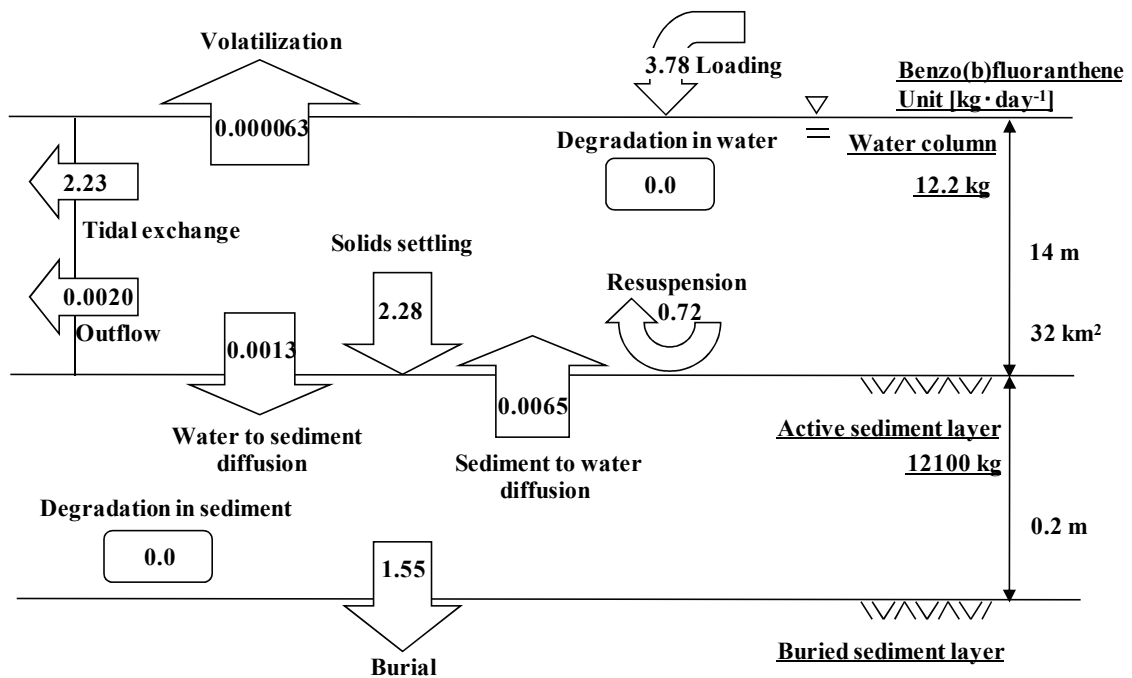 Volatilization
0.000063
3.78 Loading
Benzo(b)fluoranthene
Unit [kg·day-1]
Degradation in water
0.0
Water column
12.2 kg
2.23
Tidal exchange
0.0020
Outflow
Solids settling
2.28
Resuspension
0.72
14 m
32 km²
0.0013
Water to sediment
diffusion
0.0065
Sediment to water
diffusion
Active sediment layer
12100 kg
Degradation in sediment
0.0
1.55
Burial
0.2 m
Buried sediment layer